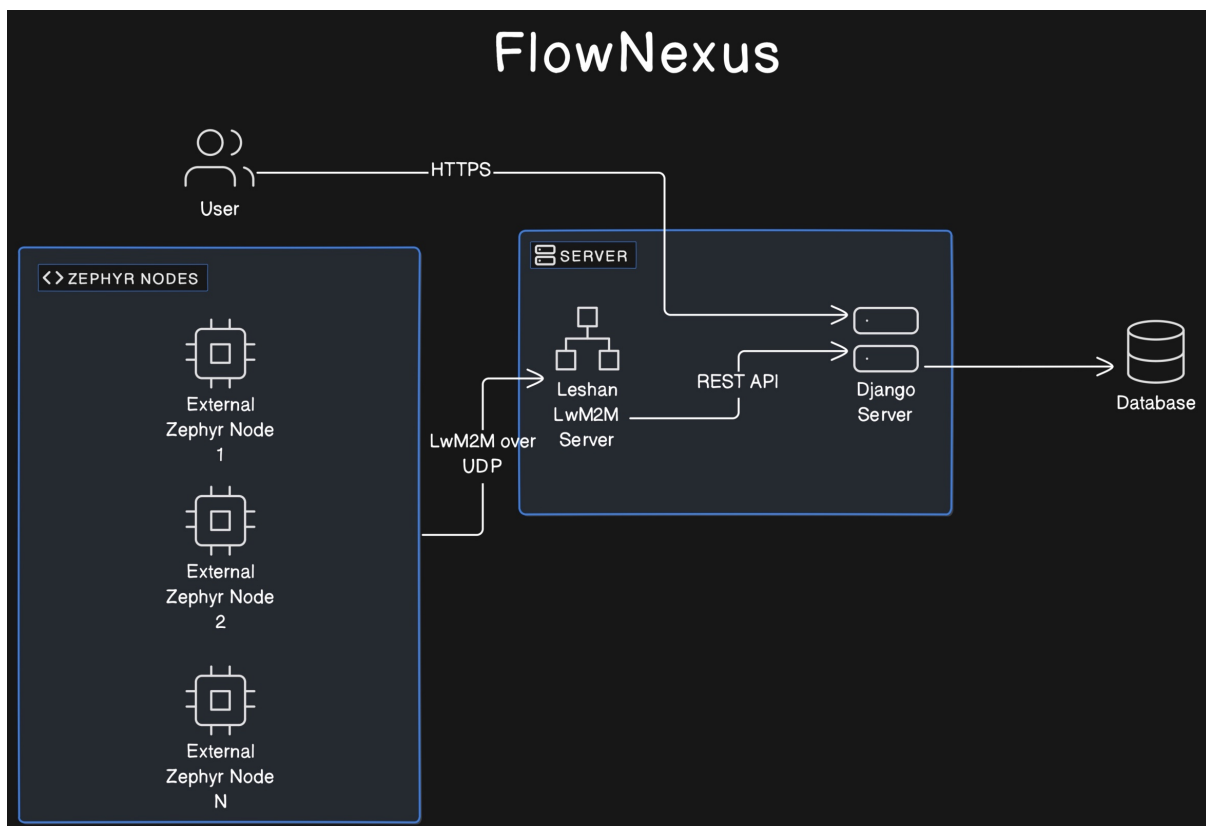 FlowNexus
HTTPS
User
SERVER
ZEPHYR NODES
External
Zephyr Node
1
External
Zephyr Node
2
External
Zephyr Node
N
LwM2M over
UDP
Leshan
LwM2M
Server
REST API
Django
Server
Database